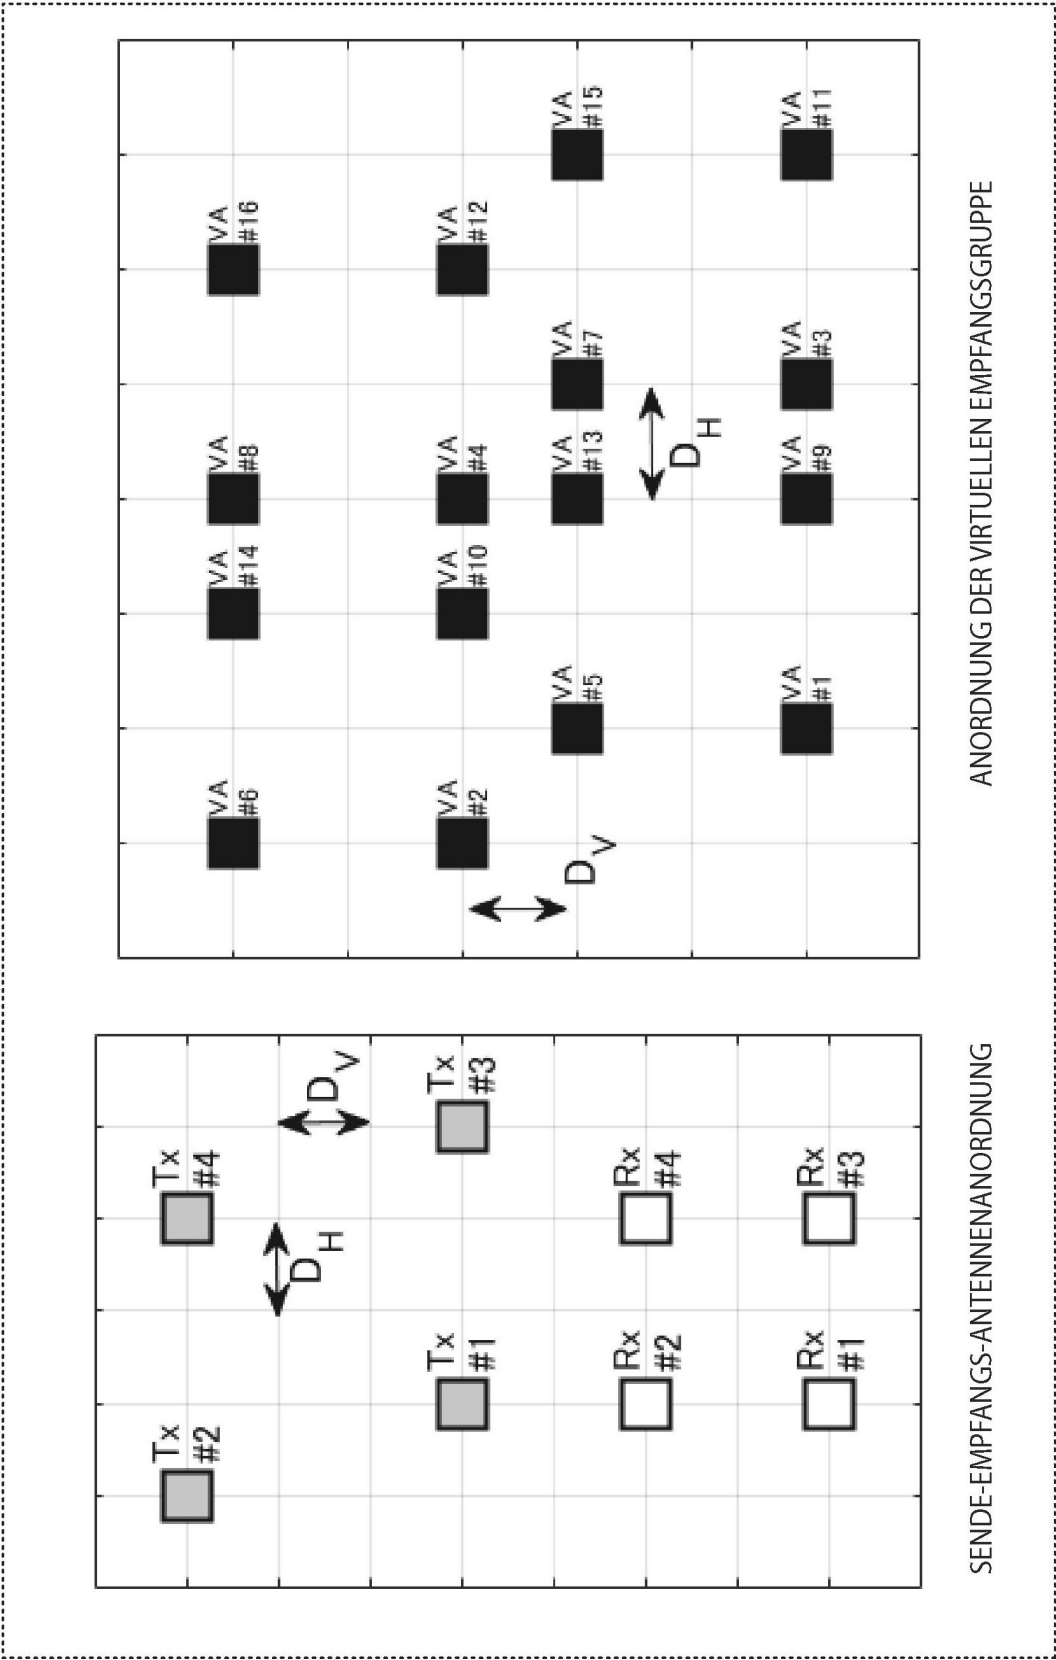 Tx
#2
Tx
#4
D_H
D_V
Tx
#1
Tx
#3
Rx
#2
Rx
#4
Rx
#1
Rx
#3
SENDE-EMPFANGS-ANTENNENANORDNUNG
VA
#6
VA
#14
VA
#8
VA
#16
VA
#2
VA
#10
VA
#4
VA
#12
D_V
VA
#5
VA
#13
VA
#7
VA
#15
D_H
VA
#1
VA
#9
VA
#3
VA
#11
ANORDNUNG DER VIRTUELLEN EMPFANGSGRUPPE